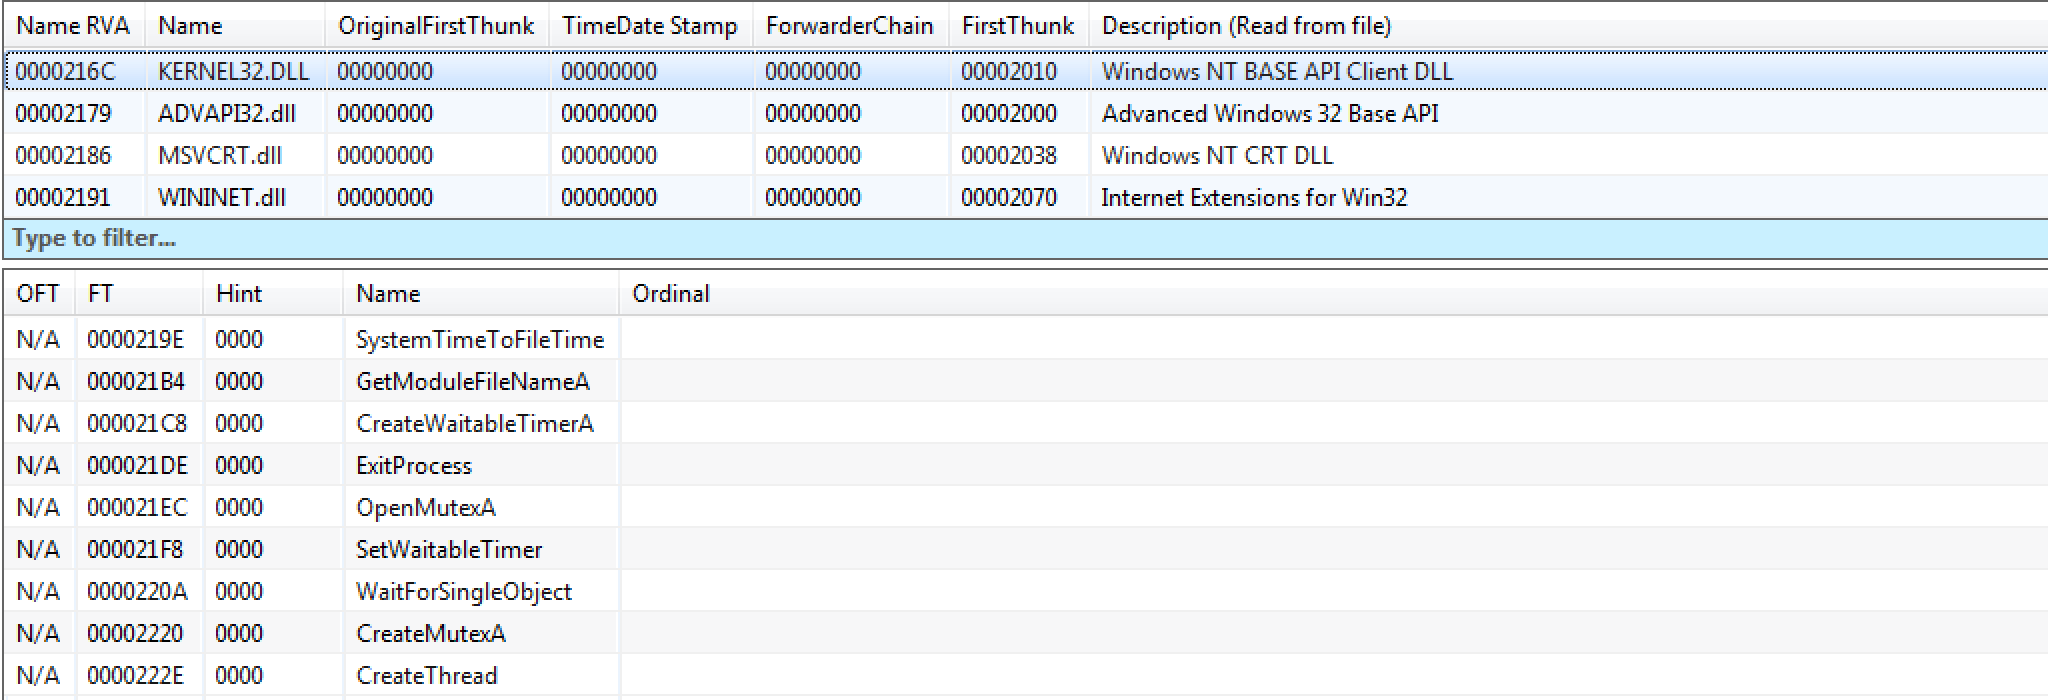 Name RVA Name OriginalFirstThunk TimeDate Stamp ForwarderChain FirstThunk Description (Read from file)
0000216C KERNEL32.DLL 00000000 00000000 00000000 00002010 Windows NT BASE API Client DLL
00002179 ADVAPI32.dll 00000000 00000000 00000000 00002000 Advanced Windows 32 Base API
00002186 MSVCRT.dll 00000000 00000000 00000000 00002038 Windows NT CRT DLL
00002191 WININET.dll 00000000 00000000 00000000 00002070 Internet Extensions for Win32
Type to filter...
OFT FT Hint Name Ordinal
N/A 0000219E 0000 SystemTimeToFileTime
N/A 000021B4 0000 GetModuleFileNameA
N/A 000021C8 0000 CreateWaitableTimerA
N/A 000021DE 0000 ExitProcess
N/A 000021EC 0000 OpenMutexA
N/A 000021F8 0000 SetWaitableTimer
N/A 0000220A 0000 WaitForSingleObject
N/A 00002220 0000 CreateMutexA
N/A 0000222E 0000 CreateThread